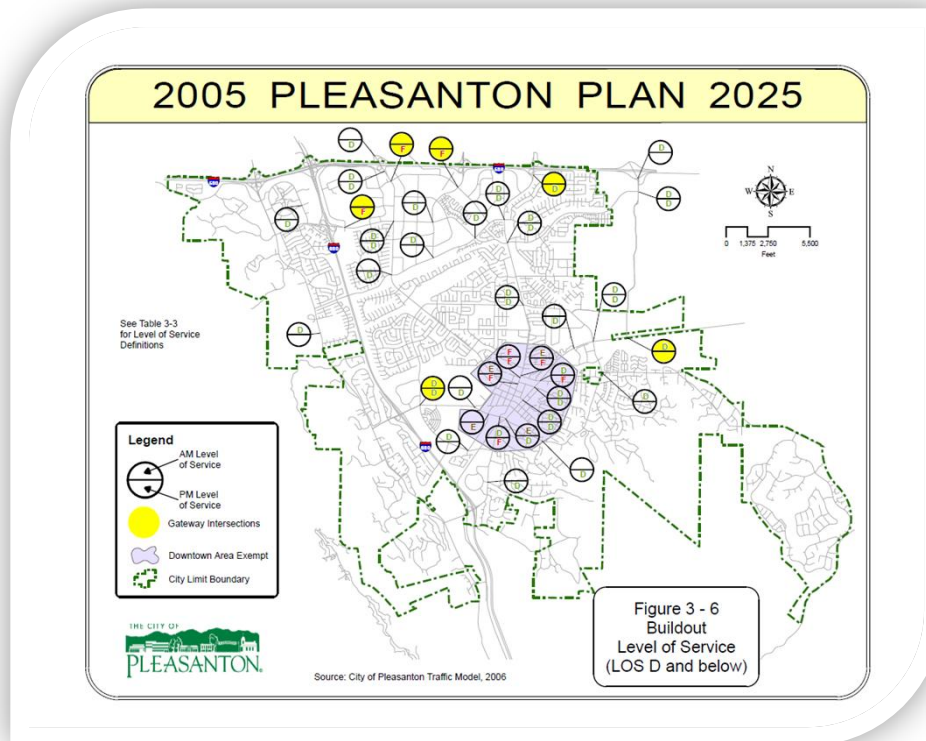 2005 PLEASANTON PLAN 2025
D
F
F
D
D
D
D
D
D
D
D
F
D
D
D
D
D
D
D
D
D
D
D
N
W
E
S
0 1,375 2,750 5,500
Feet
D
D
D
D
D
D
See Table 3-3
for Level of Service
Definitions
D
D
F
F
E
F
E
F
D
F
D
D
D
D
D
D
D
E
D
F
E
D
D
D
D
D
D
Legend
AM Level
of Service
PM Level
of Service
Gateway Intersections
Downtown Area Exempt
City Limit Boundary
THE CITY OF
PLEASANTON®
Source: City of Pleasanton Traffic Model, 2006
Figure 3 - 6
Buildout
Level of Service
(LOS D and below)